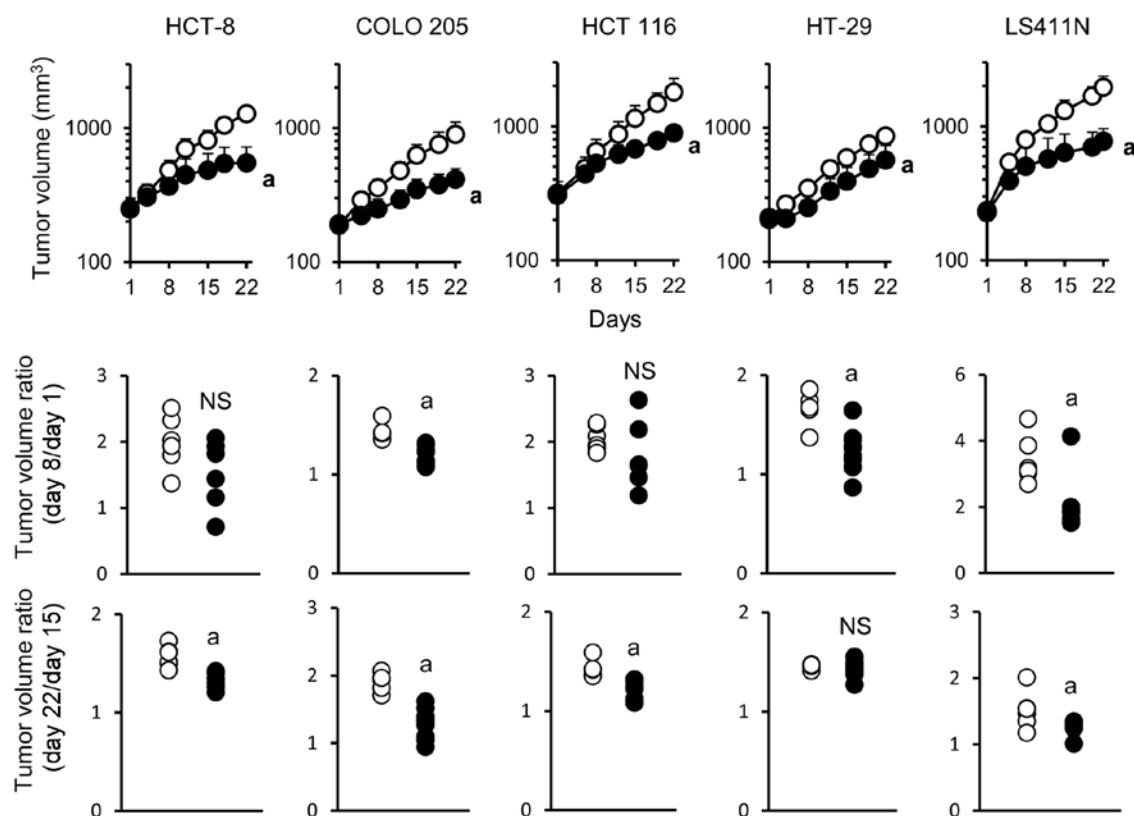 HCT-8 COLO 205 HCT 116 HT-29 LS411N
Tumor volume (mm³)
1000 1000 1000 1000 1000
a a a a a
100 100 100 100 100
1 8 15 22 1 8 15 22 1 8 15 22 1 8 15 22 1 8 15 22
Days
Tumor volume ratio
(day 8/day 1)
3 2 3 2 6
NS a NS a a
2 2 4
1 1 1 1 2
0 0 0 0 0
Tumor volume ratio
(day 22/day 15)
2 3 2 2 3
a a a NS a
2 2
1 1 1 1 1
0 0 0 0 0